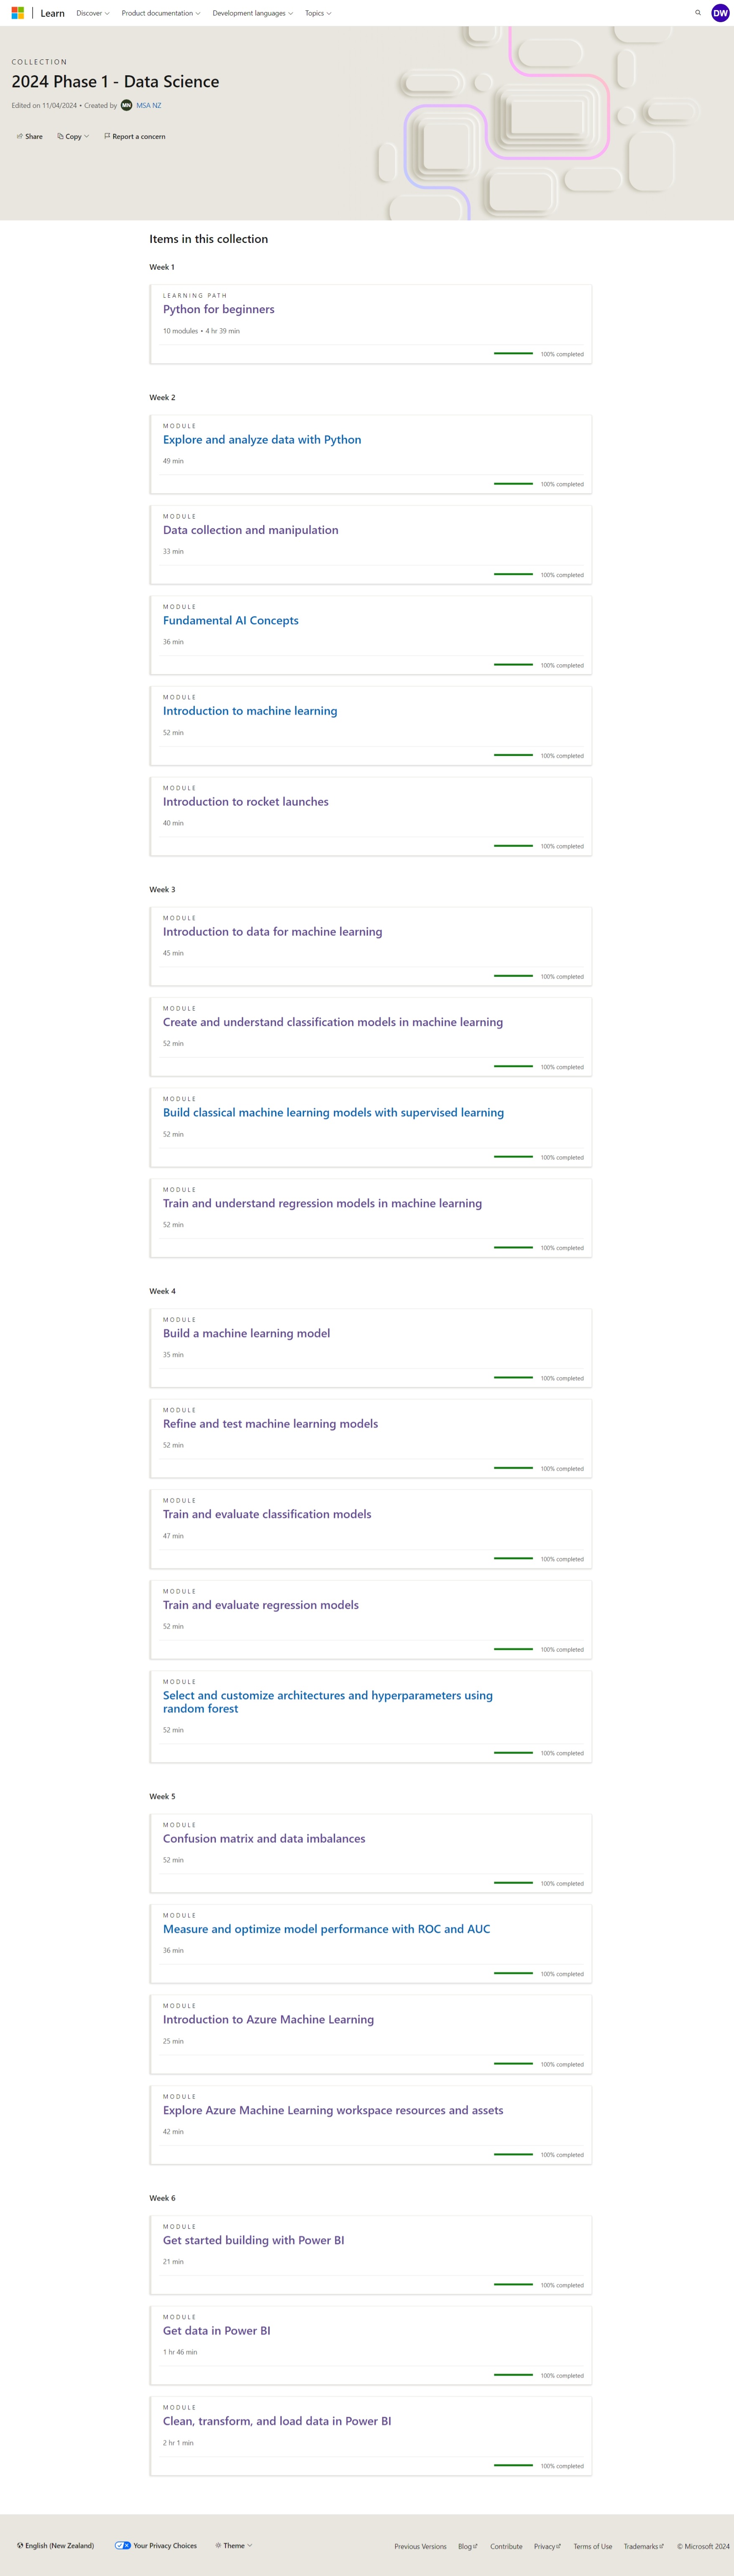 Learn Discover Product documentation Development languages Topics DW
COLLECTION
2024 Phase 1 - Data Science
Edited on 11/04/2024 • Created by MN MSA NZ
Share Copy Report a concern
Items in this collection
Week 1
LEARNING PATH
Python for beginners
10 modules • 4 hr 39 min
100% completed
Week 2
MODULE
Explore and analyze data with Python
49 min
100% completed
MODULE
Data collection and manipulation
33 min
100% completed
MODULE
Fundamental AI Concepts
36 min
100% completed
MODULE
Introduction to machine learning
52 min
100% completed
MODULE
Introduction to rocket launches
40 min
100% completed
Week 3
MODULE
Introduction to data for machine learning
45 min
100% completed
MODULE
Create and understand classification models in machine learning
52 min
100% completed
MODULE
Build classical machine learning models with supervised learning
52 min
100% completed
MODULE
Train and understand regression models in machine learning
52 min
100% completed
Week 4
MODULE
Build a machine learning model
35 min
100% completed
MODULE
Refine and test machine learning models
52 min
100% completed
MODULE
Train and evaluate classification models
47 min
100% completed
MODULE
Train and evaluate regression models
52 min
100% completed
MODULE
Select and customize architectures and hyperparameters using
random forest
52 min
100% completed
Week 5
MODULE
Confusion matrix and data imbalances
52 min
100% completed
MODULE
Measure and optimize model performance with ROC and AUC
36 min
100% completed
MODULE
Introduction to Azure Machine Learning
25 min
100% completed
MODULE
Explore Azure Machine Learning workspace resources and assets
42 min
100% completed
Week 6
MODULE
Get started building with Power BI
21 min
100% completed
MODULE
Get data in Power BI
1 hr 46 min
100% completed
MODULE
Clean, transform, and load data in Power BI
2 hr 1 min
100% completed
English (New Zealand) Your Privacy Choices Theme Previous Versions Blog Contribute Privacy Terms of Use Trademarks © Microsoft 2024